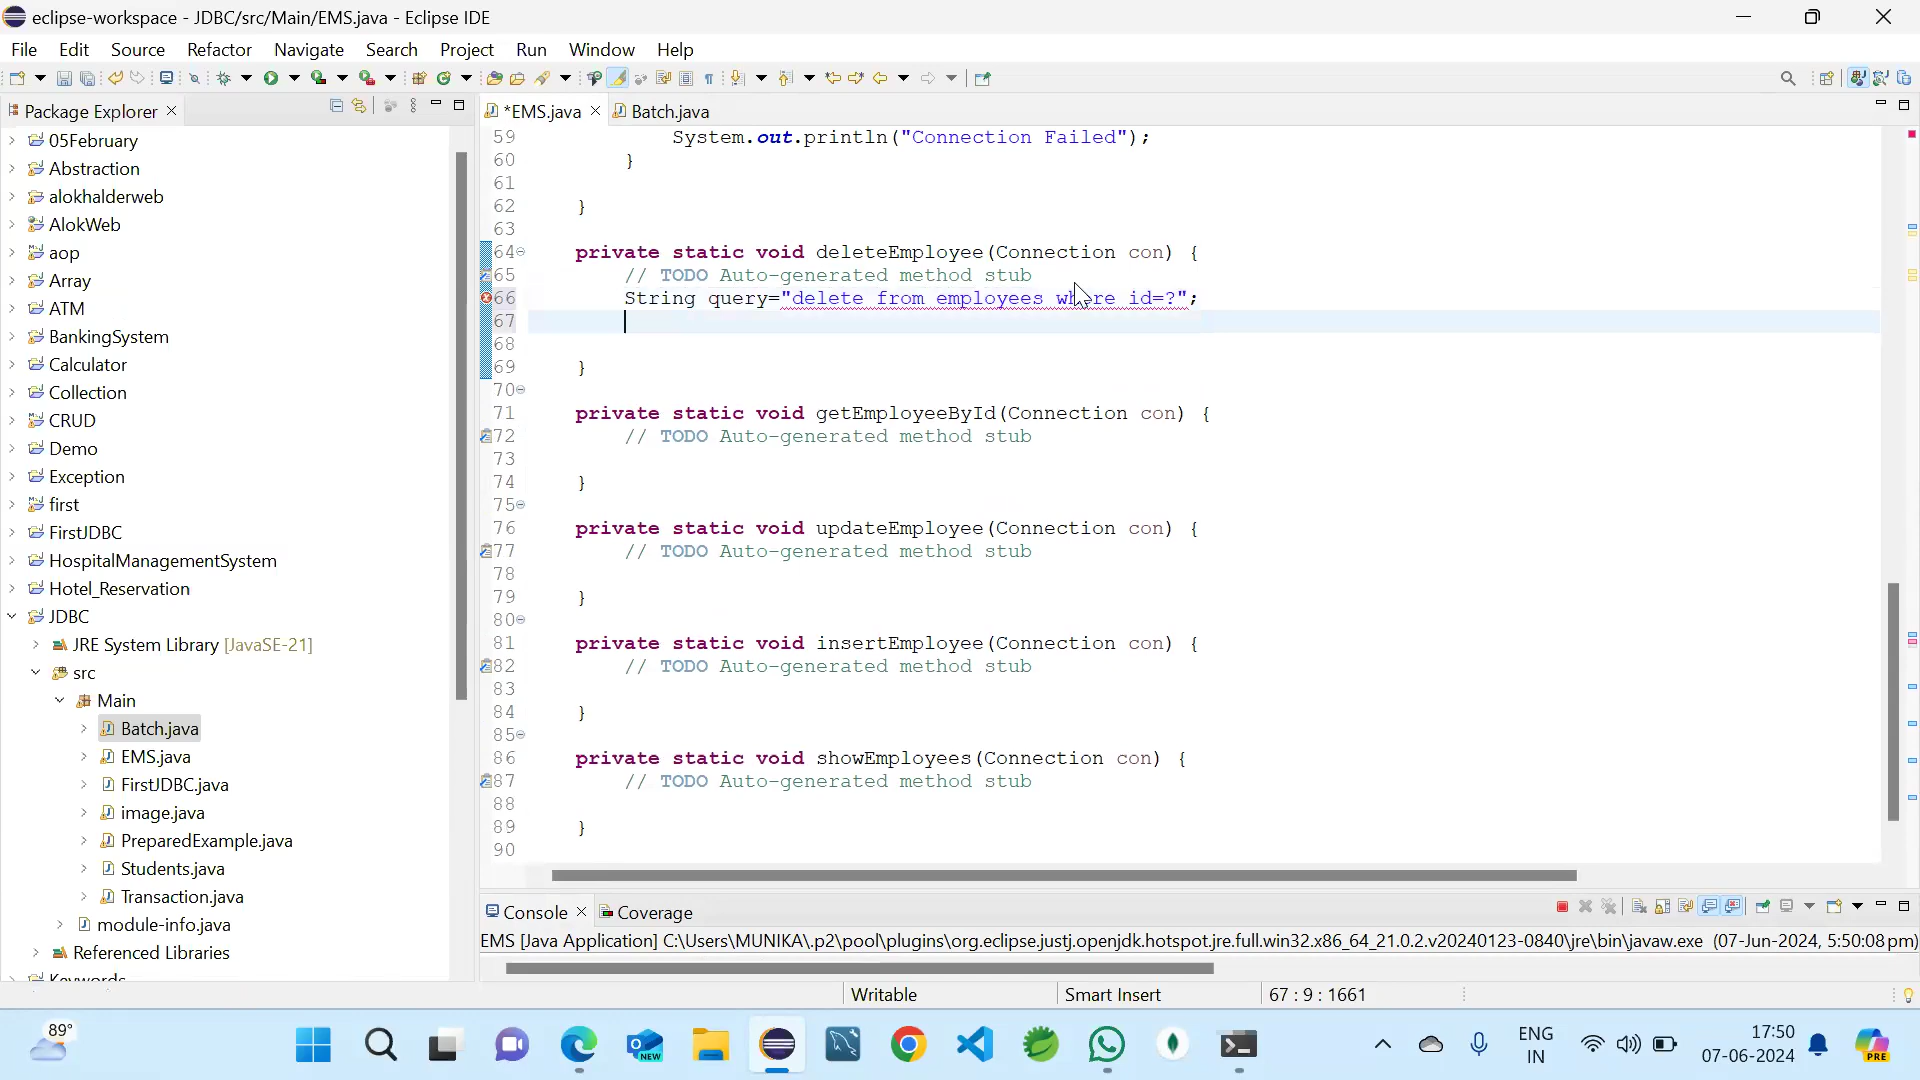 eclipse-workspace - JDBC/src/Main/EMS.java - Eclipse IDE
File Edit Source Refactor Navigate Search Project Run Window Help
Package Explorer
*EMS.java Batch.java
05February
Abstraction
alokhalderweb
AlokWeb
aop
Array
ATM
BankingSystem
Calculator
Collection
CRUD
Demo
Exception
first
FirstJDBC
HospitalManagementSystem
Hotel_Reservation
JDBC
JRE System Library [JavaSE-21]
src
Main
Batch.java
EMS.java
FirstJDBC.java
image.java
PreparedExample.java
Students.java
Transaction.java
module-info.java
Referenced Libraries
Keywords
59 System.out.println("Connection Failed");
60 }
61
62 }
63
64 private static void deleteEmployee(Connection con) {
65 // TODO Auto-generated method stub
66 String query="delete from employees where id=?";
67
68
69 }
70
71 private static void getEmployeeById(Connection con) {
72 // TODO Auto-generated method stub
73
74 }
75
76 private static void updateEmployee(Connection con) {
77 // TODO Auto-generated method stub
78
79 }
80
81 private static void insertEmployee(Connection con) {
82 // TODO Auto-generated method stub
83
84 }
85
86 private static void showEmployees(Connection con) {
87 // TODO Auto-generated method stub
88
89 }
90
Console Coverage
EMS [Java Application] C:\Users\MUNIKA\.p2\pool\plugins\org.eclipse.justj.openjdk.hotspot.jre.full.win32.x86_64_21.0.2.v20240123-0840\jre\bin\javaw.exe (07-Jun-2024, 5:50:08 pm)
Writable Smart Insert 67 : 9 : 1661
89°
NEW
ENG
IN
17:50
07-06-2024
PRE